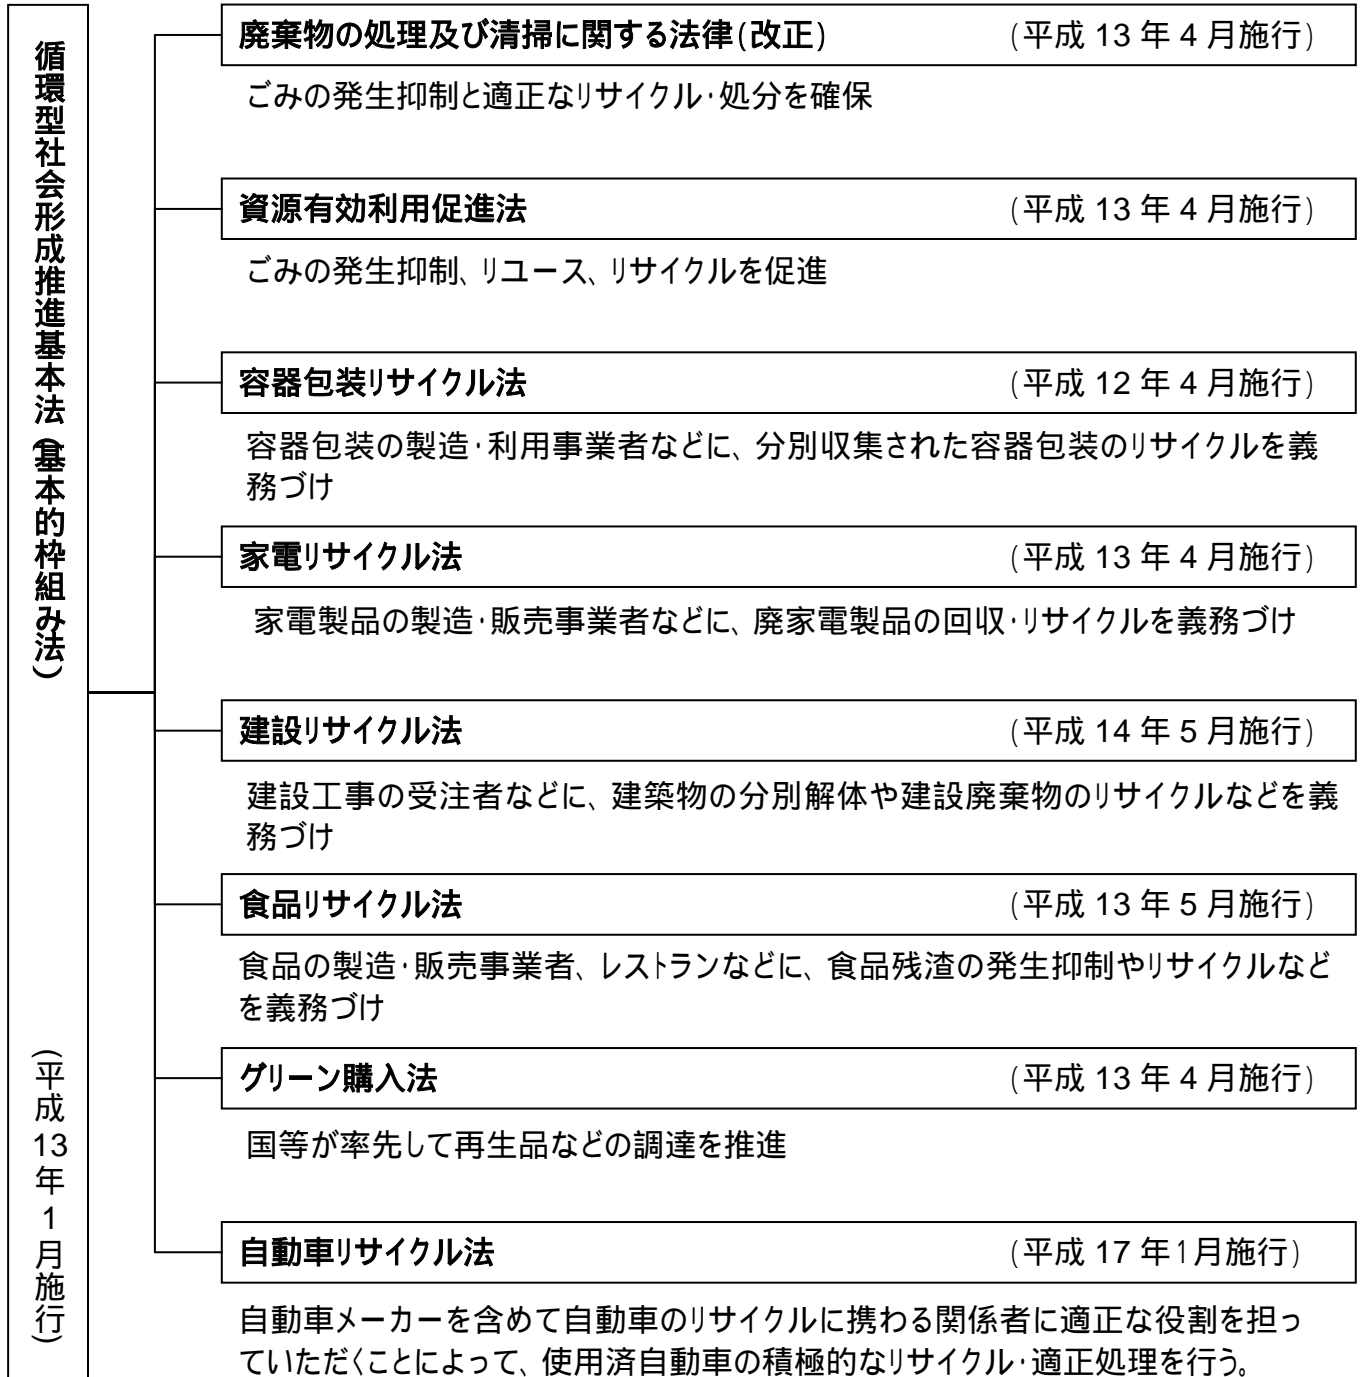 循環型社会形成推進基本法(基本的枠組み法)
(平成13年1月施行)
廃棄物の処理及び清掃に関する法律(改正) (平成 13 年 4 月施行)
ごみの発生抑制と適正なリサイクル・処分を確保
資源有効利用促進法 (平成 13 年 4 月施行)
ごみの発生抑制、リユース、リサイクルを促進
容器包装リサイクル法 (平成 12 年 4 月施行)
容器包装の製造・利用事業者などに、分別収集された容器包装のリサイクルを義
務づけ
家電リサイクル法 (平成 13 年 4 月施行)
家電製品の製造・販売事業者などに、廃家電製品の回収・リサイクルを義務づけ
建設リサイクル法 (平成 14 年 5 月施行)
建設工事の受注者などに、建築物の分別解体や建設廃棄物のリサイクルなどを義
務づけ
食品リサイクル法 (平成 13 年 5 月施行)
食品の製造・販売事業者、レストランなどに、食品残渣の発生抑制やリサイクルなど
を義務づけ
グリーン購入法 (平成 13 年 4 月施行)
国等が率先して再生品などの調達を推進
自動車リサイクル法 (平成 17 年1月施行)
自動車メーカーを含めて自動車のリサイクルに携わる関係者に適正な役割を担っ
ていただくことによって、使用済自動車の積極的なリサイクル・適正処理を行う。